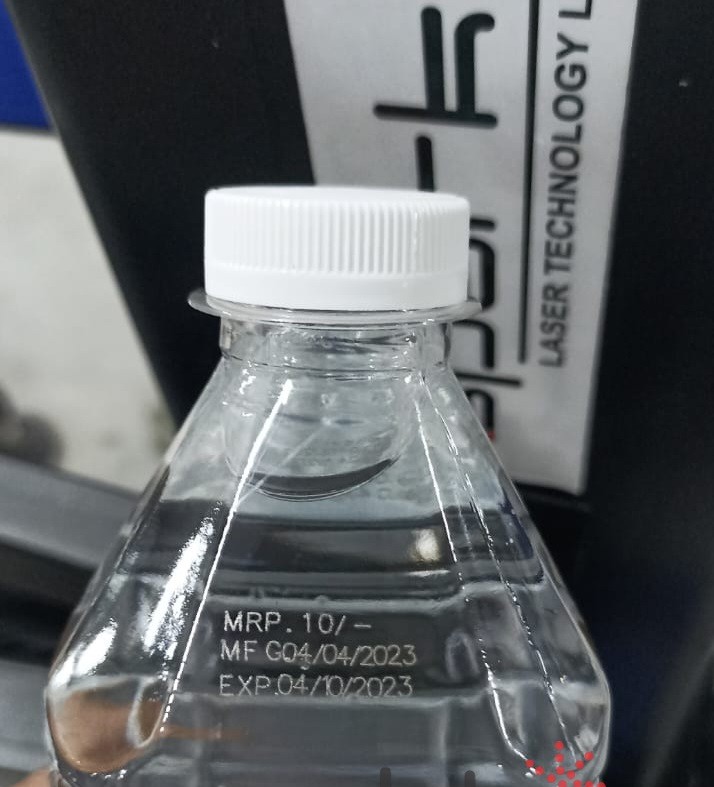 MRP. 10/-
MF G04/04/2023
EXP.04/10/2023
LASER TECHNOLOGY L